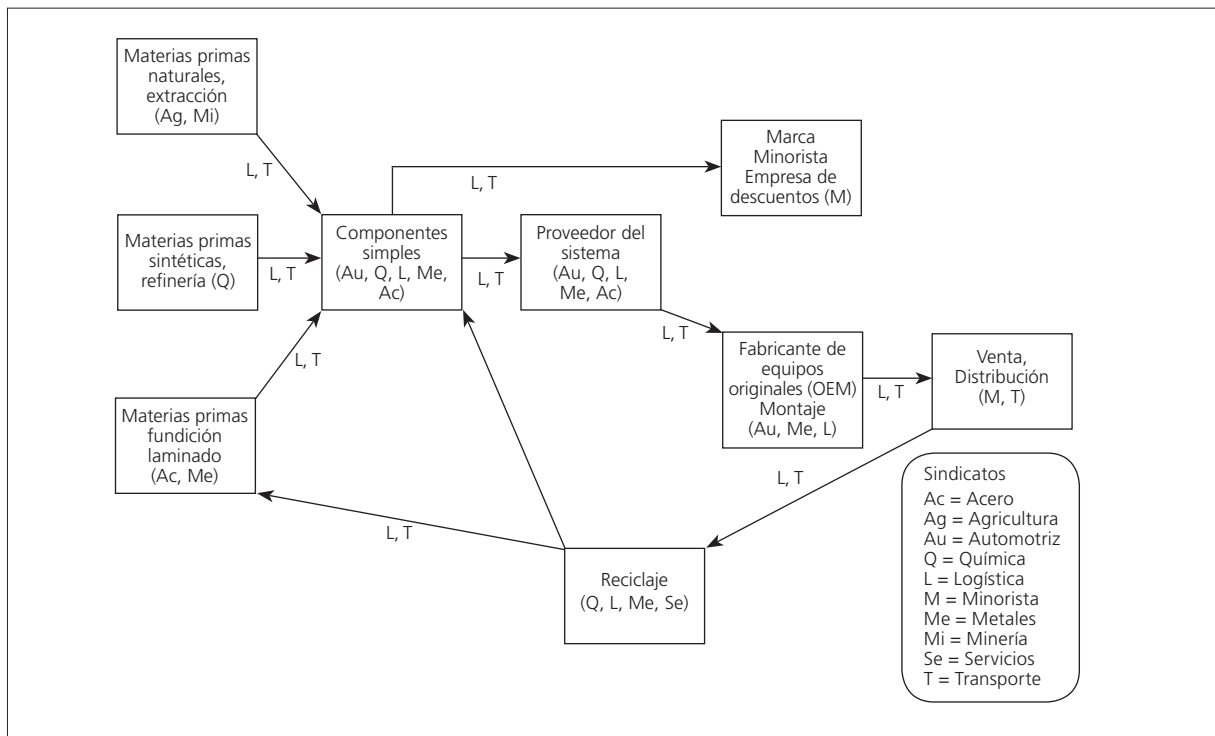 Materias primas
naturales,
extracción
(Ag, Mi)
L, T
Marca
Minorista
Empresa de
descuentos (M)
L, T
Materias primas
sintéticas,
refinería (Q)
L, T
Componentes
simples
(Au, Q, L, Me,
Ac)
L, T
Proveedor del
sistema
(Au, Q, L,
Me, Ac)
L, T
Fabricante de
equipos
originales (OEM)
Montaje
(Au, Me, L)
L, T
Venta,
Distribución
(M, T)
L, T
Materias primas
fundición
laminado
(Ac, Me)
L, T
L, T
Reciclaje
(Q, L, Me, Se)
Sindicatos
Ac = Acero
Ag = Agricultura
Au = Automotriz
Q = Química
L = Logística
M = Minorista
Me = Metales
Mi = Minería
Se = Servicios
T = Transporte